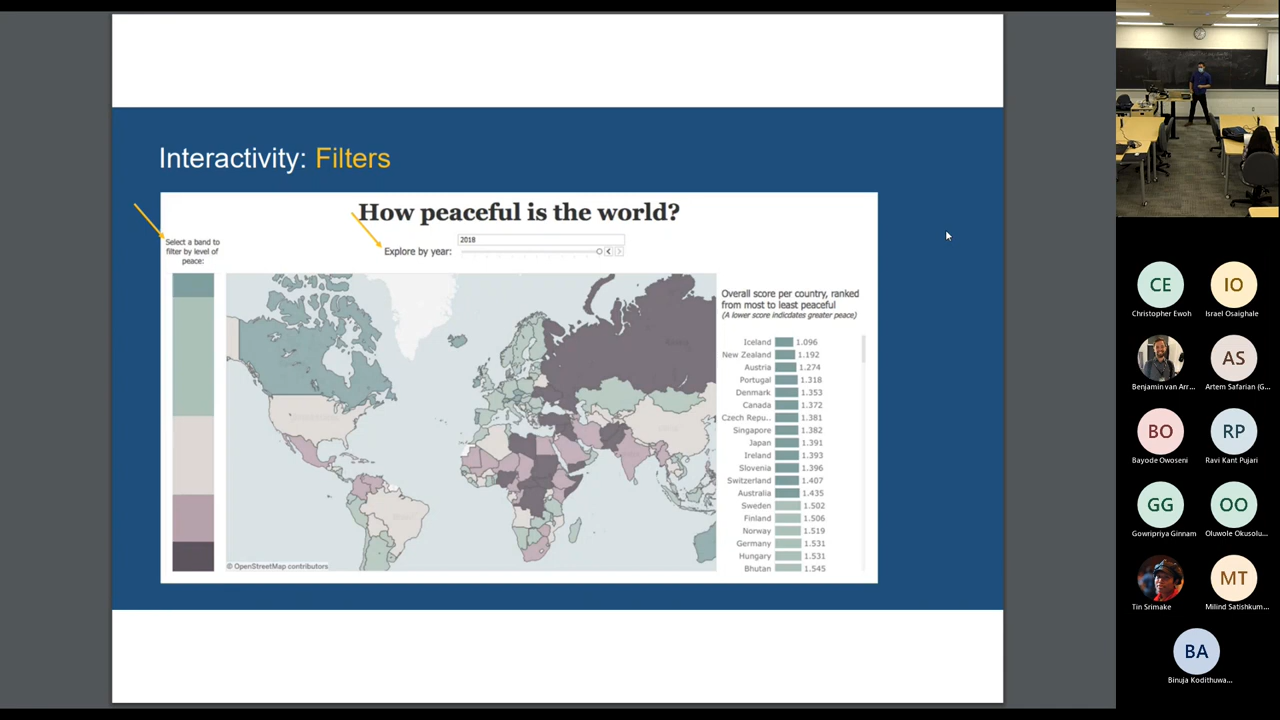 Interactivity: Filters
How peaceful is the world?
Select a band to
filter by level of
peace:
Explore by year:
2018
© OpenStreetMap contributors
Overall score per country, ranked
from most to least peaceful
(A lower score indicdates greater peace)
Iceland 1.096
New Zealand 1.192
Austria 1.274
Portugal 1.318
Denmark 1.353
Canada 1.372
Czech Repu.. 1.381
Singapore 1.382
Japan 1.391
Ireland 1.393
Slovenia 1.396
Switzerland 1.407
Australia 1.435
Sweden 1.502
Finland 1.506
Norway 1.519
Germany 1.531
Hungary 1.531
Bhutan 1.545
CE
Christopher Ewoh
IO
Israel Osaighale
Benjamin van Arr...
AS
Artem Safarian (G...
BO
Bayode Owoseni
RP
Ravi Kant Pujari
GG
Gowripriya Ginnam
OO
Oluwole Okusolu...
Tin Srimake
MT
Milind Satishkum...
BA
Binuja Kodithuwa...